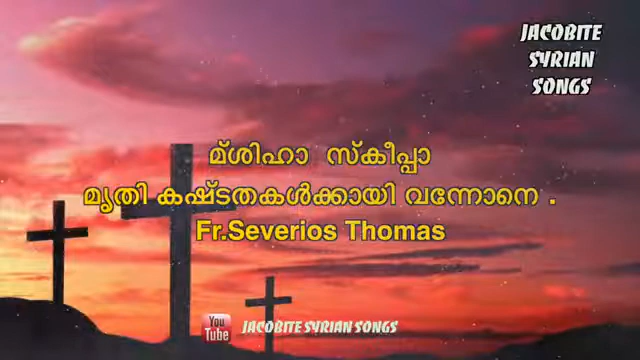 JACOBITE
SYRIAN
SONGS
മ്ശിഹാ സ്കീപ്പാ
മൃതി കഷ്ടതകൾക്കായി വന്നോനെ .
Fr.Severios Thomas
You
Tube
JACOBITE SYRIAN SONGS